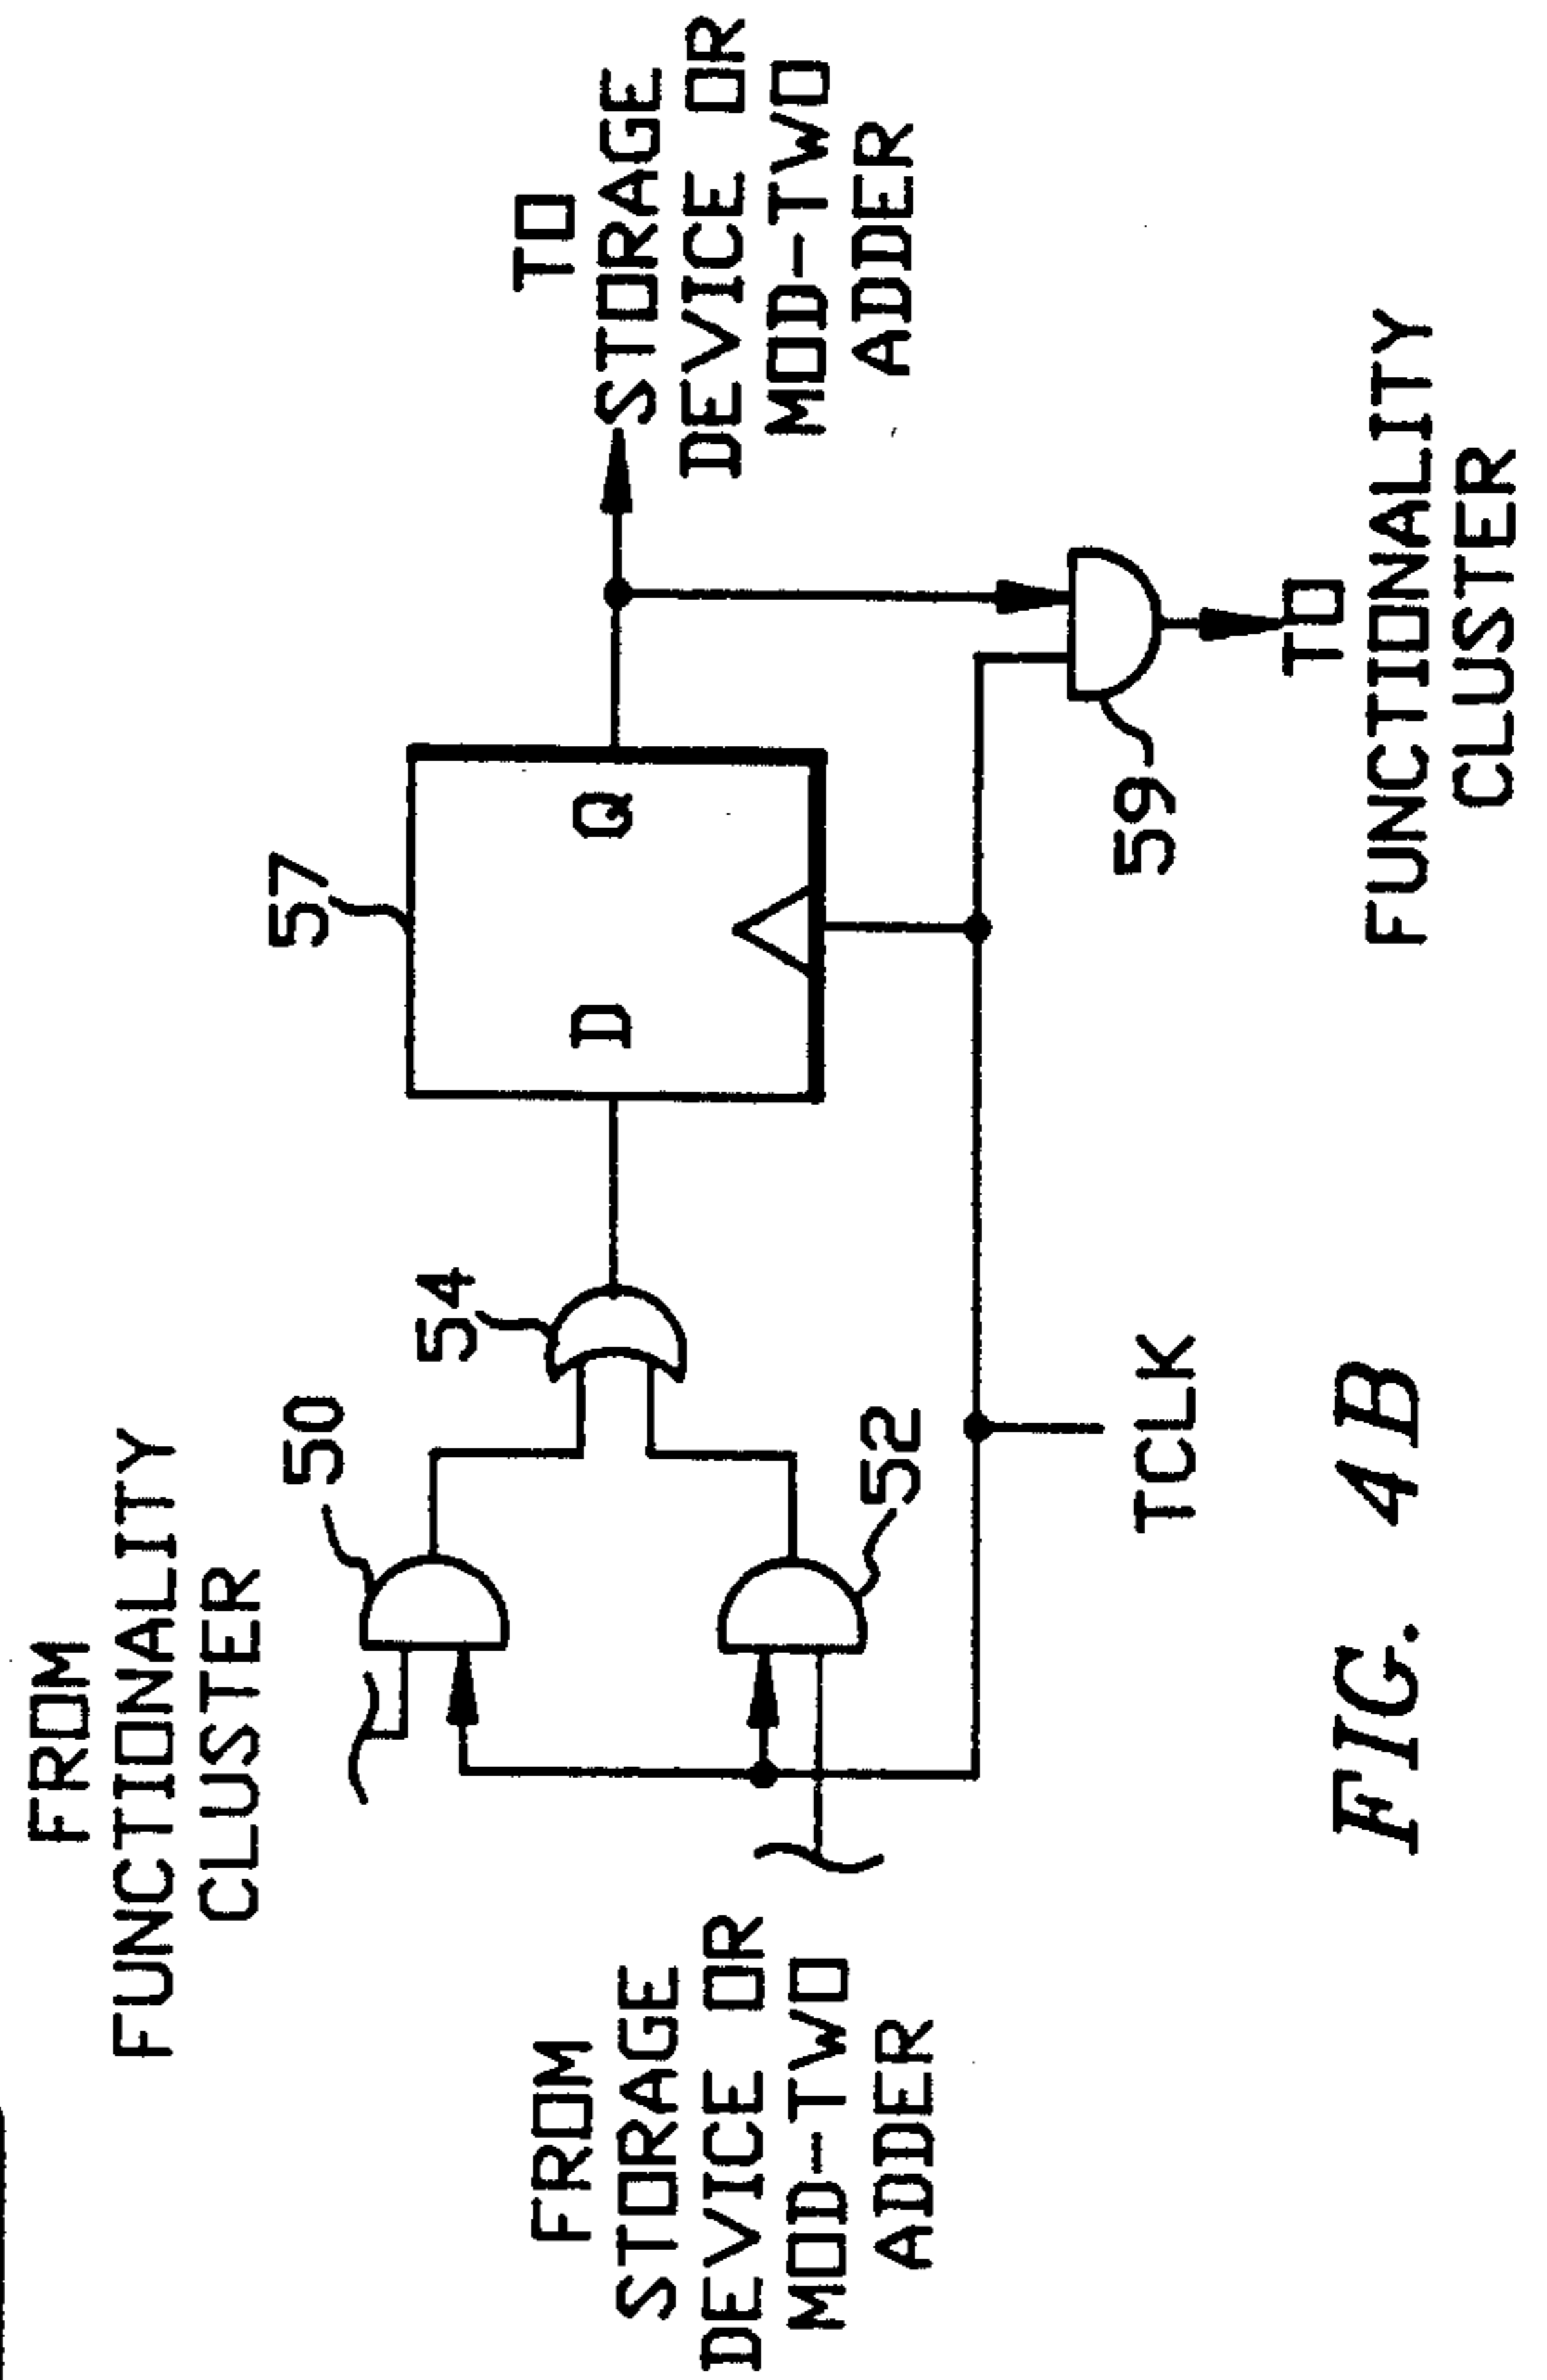 FROM
FUNCTIONALITY
CLUSTER
50
54
57
D
Q
TO
STORAGE
DEVICE OR
MOD-TWO
ADDER
FROM
STORAGE
DEVICE OR
MOD-TWO
ADDER
52
59
TCLK
TO
FUNCTIONALITY
CLUSTER
FIG. 4B